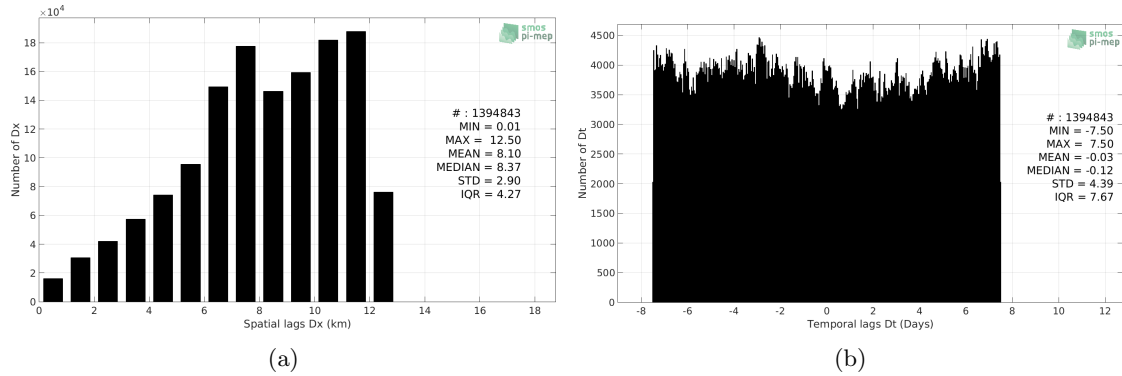 ×10⁴
18
16
14
12
10
8
6
4
2
0
Number of Dx
smos
pi-mep
# : 1394843
MIN = 0.01
MAX = 12.50
MEAN = 8.10
MEDIAN = 8.37
STD = 2.90
IQR = 4.27
0 2 4 6 8 10 12 14 16 18
Spatial lags Dx (km)
(a)
4500
4000
3500
3000
2500
2000
1500
1000
500
0
Number of Dt
smos
pi-mep
# : 1394843
MIN = -7.50
MAX = 7.50
MEAN = -0.03
MEDIAN = -0.12
STD = 4.39
IQR = 7.67
-8 -6 -4 -2 0 2 4 6 8 10 12
Temporal lags Dt (Days)
(b)